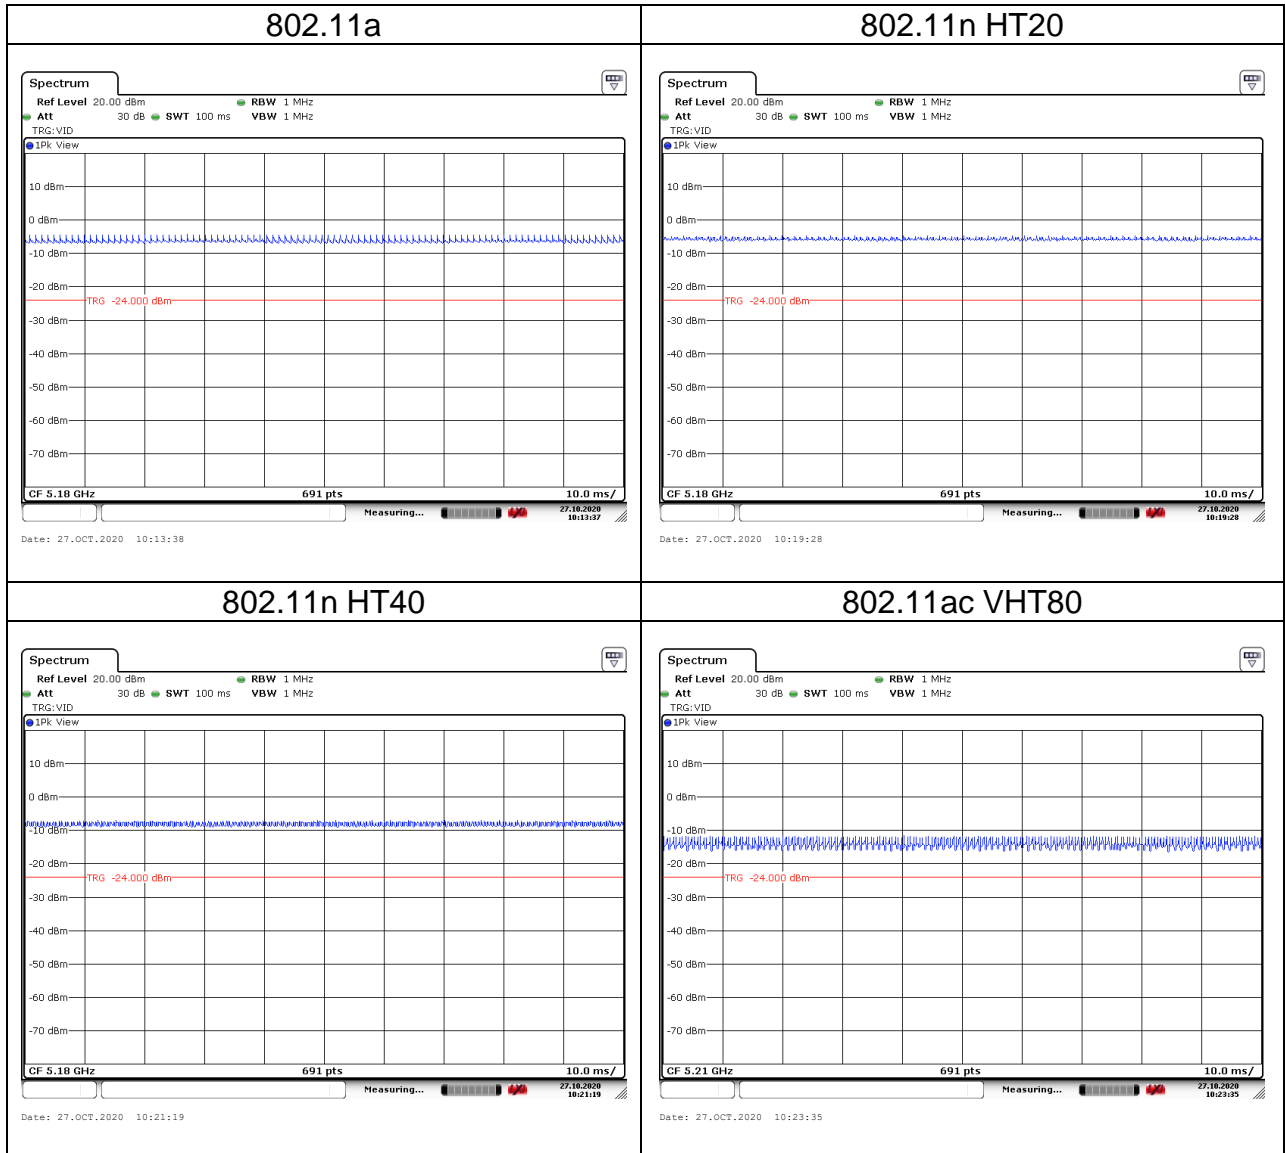 802.11a
Spectrum
Ref Level 20.00 dBm RBW 1 MHz
Att 30 dB SWT 100 ms VBW 1 MHz
TRG:VID
1Pk View
10 dBm
0 dBm
-10 dBm
-20 dBm
TRG -24.000 dBm
-30 dBm
-40 dBm
-50 dBm
-60 dBm
-70 dBm
CF 5.18 GHz 691 pts 10.0 ms/
Measuring... 27.10.2020
10:13:37
Date: 27.OCT.2020 10:13:38
802.11n HT20
Spectrum
Ref Level 20.00 dBm RBW 1 MHz
Att 30 dB SWT 100 ms VBW 1 MHz
TRG:VID
1Pk View
10 dBm
0 dBm
-10 dBm
-20 dBm
TRG -24.000 dBm
-30 dBm
-40 dBm
-50 dBm
-60 dBm
-70 dBm
CF 5.18 GHz 691 pts 10.0 ms/
Measuring... 27.10.2020
10:19:28
Date: 27.OCT.2020 10:19:28
802.11n HT40
Spectrum
Ref Level 20.00 dBm RBW 1 MHz
Att 30 dB SWT 100 ms VBW 1 MHz
TRG:VID
1Pk View
10 dBm
0 dBm
-10 dBm
-20 dBm
TRG -24.000 dBm
-30 dBm
-40 dBm
-50 dBm
-60 dBm
-70 dBm
CF 5.18 GHz 691 pts 10.0 ms/
Measuring... 27.10.2020
10:21:19
Date: 27.OCT.2020 10:21:19
802.11ac VHT80
Spectrum
Ref Level 20.00 dBm RBW 1 MHz
Att 30 dB SWT 100 ms VBW 1 MHz
TRG:VID
1Pk View
10 dBm
0 dBm
-10 dBm
-20 dBm
TRG -24.000 dBm
-30 dBm
-40 dBm
-50 dBm
-60 dBm
-70 dBm
CF 5.21 GHz 691 pts 10.0 ms/
Measuring... 27.10.2020
10:23:35
Date: 27.OCT.2020 10:23:35